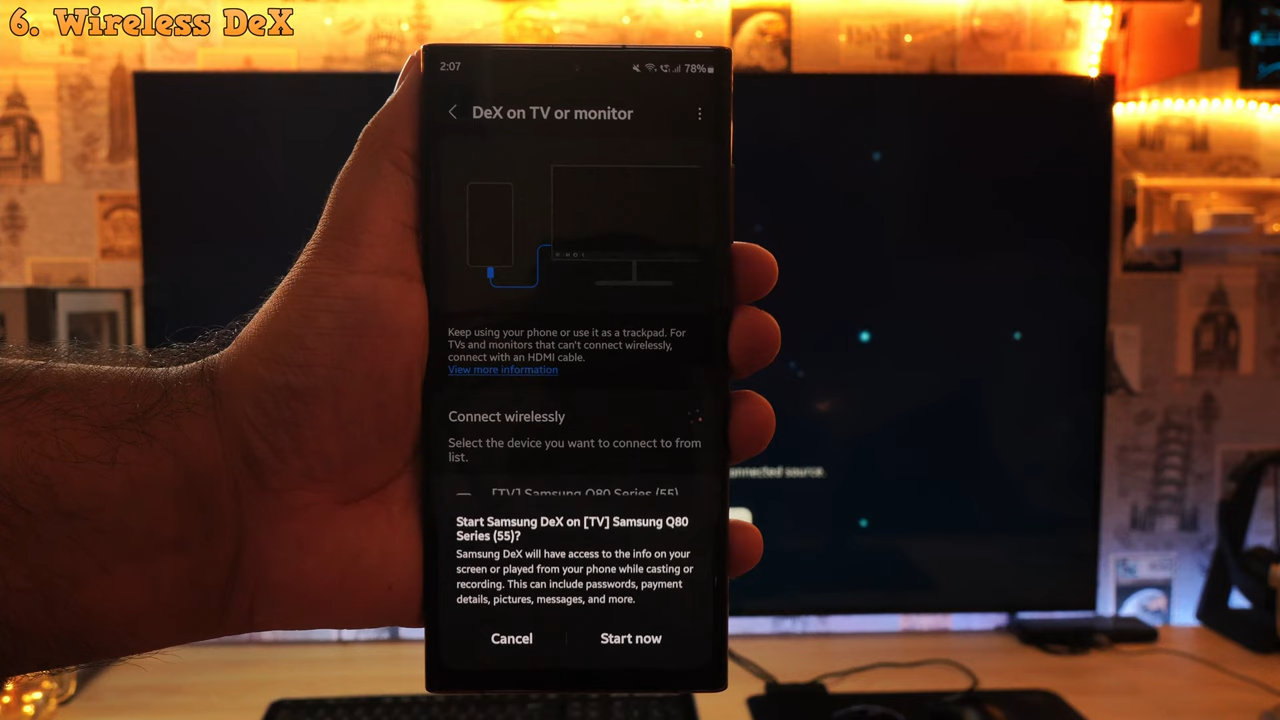 6. Wireless DeX
2:07
78%
DeX on TV or monitor
Keep using your phone or use it as a trackpad. For
TVs and monitors that can't connect wirelessly,
connect with an HDMI cable.
View more information
Connect wirelessly
Select the device you want to connect to from
list.
[TV] Samsung Q80 Series (55)
Start Samsung DeX on [TV] Samsung Q80
Series (55)?
Samsung DeX will have access to the info on your
screen or played from your phone while casting or
recording. This can include passwords, payment
details, pictures, messages, and more.
Cancel
Start now
source.